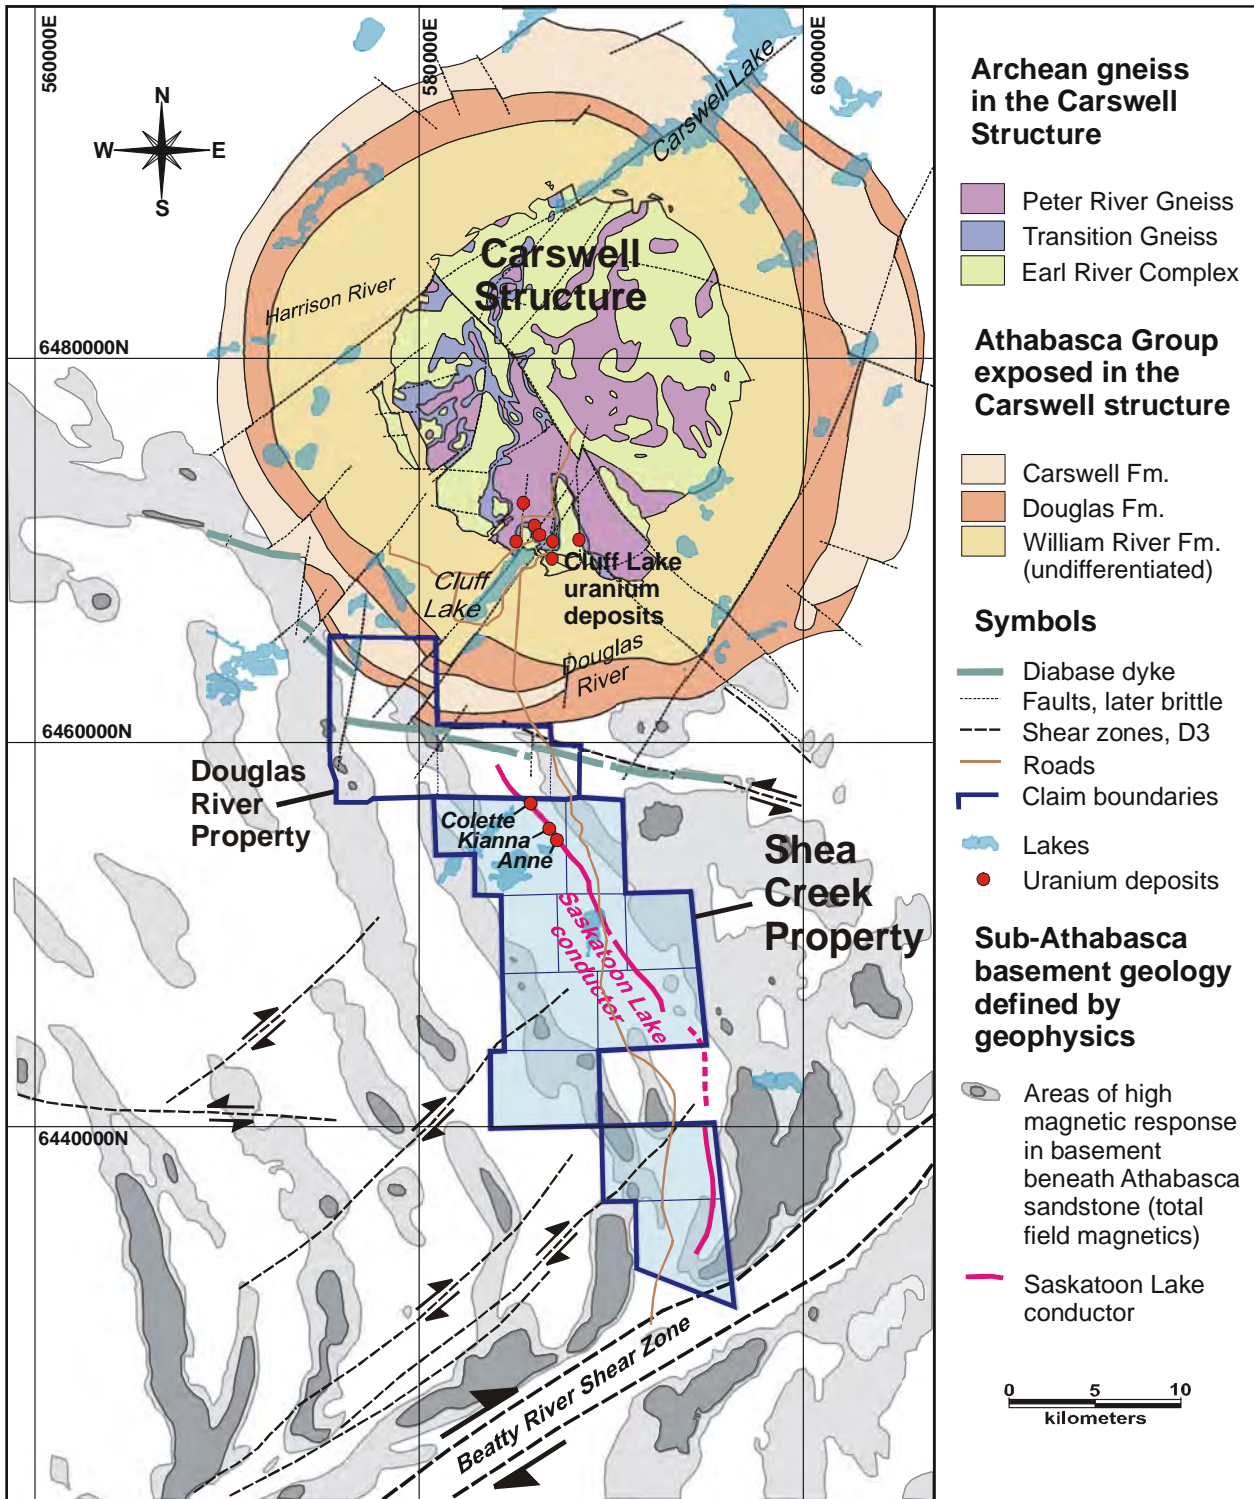 560000E
580000E
600000E
N
W
E
S
Carswell Lake
Carswell
Structure
Harrison River
6480000N
Cluff
Lake
Cluff Lake
uranium
deposits
Douglas
River
6460000N
Douglas
River
Property
Colette
Kianna
Anne
Shea
Creek
Property
Saskatoon Lake
conductor
6440000N
Beatty River Shear Zone
Archean gneiss
in the Carswell
Structure
Peter River Gneiss
Transition Gneiss
Earl River Complex
Athabasca Group
exposed in the
Carswell structure
Carswell Fm.
Douglas Fm.
William River Fm.
(undifferentiated)
Symbols
Diabase dyke
Faults, later brittle
Shear zones, D3
Roads
Claim boundaries
Lakes
Uranium deposits
Sub-Athabasca
basement geology
defined by
geophysics
Areas of high
magnetic response
in basement
beneath Athabasca
sandstone (total
field magnetics)
Saskatoon Lake
conductor
0 5 10
kilometers